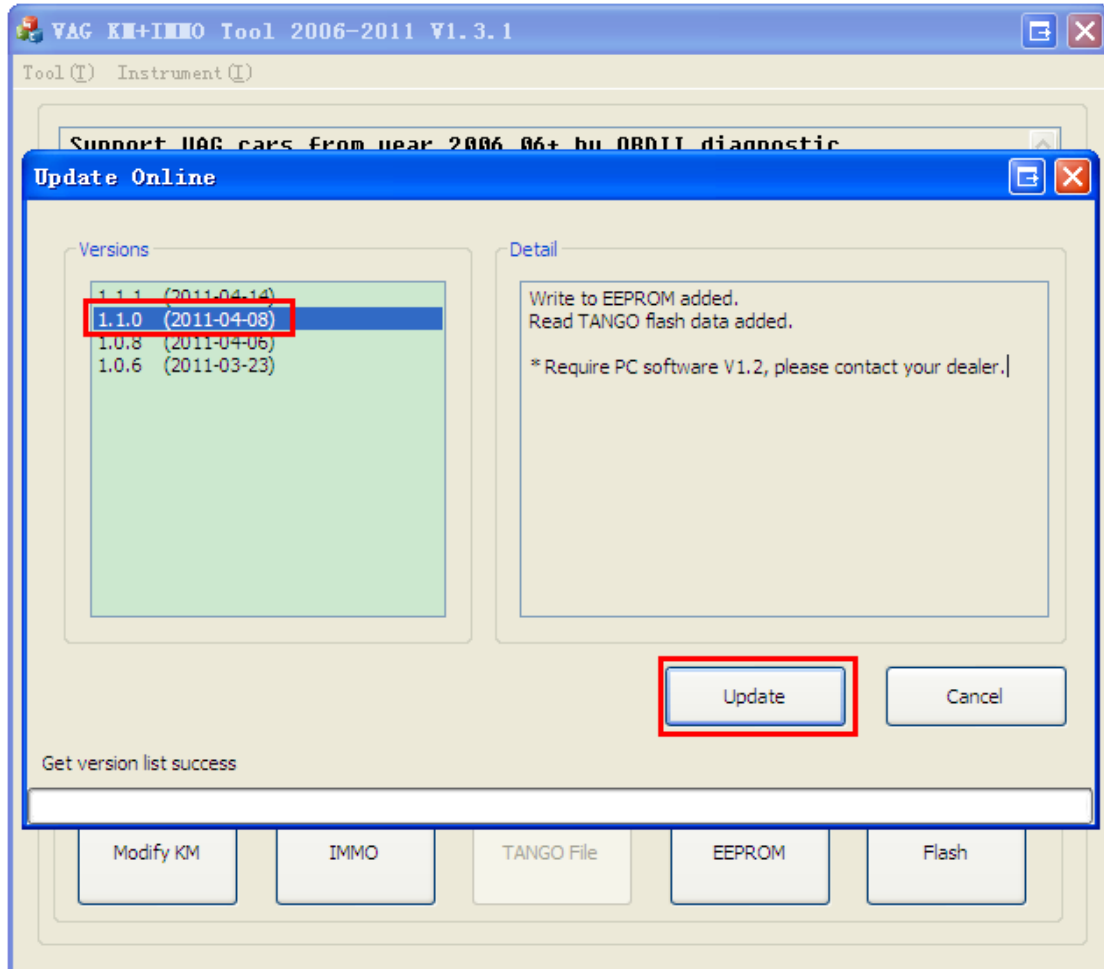 VAG KM+IMMO Tool 2006-2011 V1.3.1
Tool(T) Instrument(I)
Support VAG cars from year 2006.06+ by OBDII diagnostic
Update Online
Versions
1.1.1 (2011-04-14)
1.1.0 (2011-04-08)
1.0.8 (2011-04-06)
1.0.6 (2011-03-23)
Detail
Write to EEPROM added.
Read TANGO flash data added.
* Require PC software V1.2, please contact your dealer.
Update
Cancel
Get version list success
Modify KM
IMMO
TANGO File
EEPROM
Flash